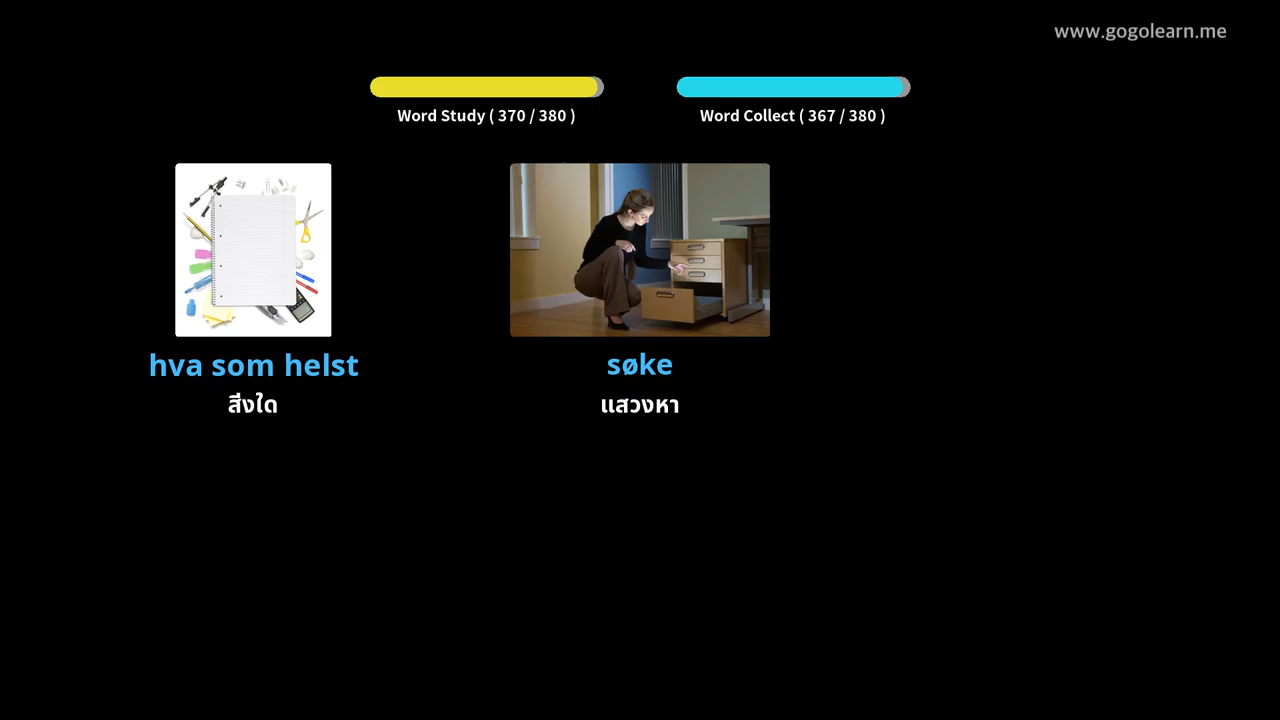 www.gogolearn.me
Word Study ( 370 / 380 )
Word Collect ( 367 / 380 )
hva som helst
สี่งใด
søke
แสวงหา